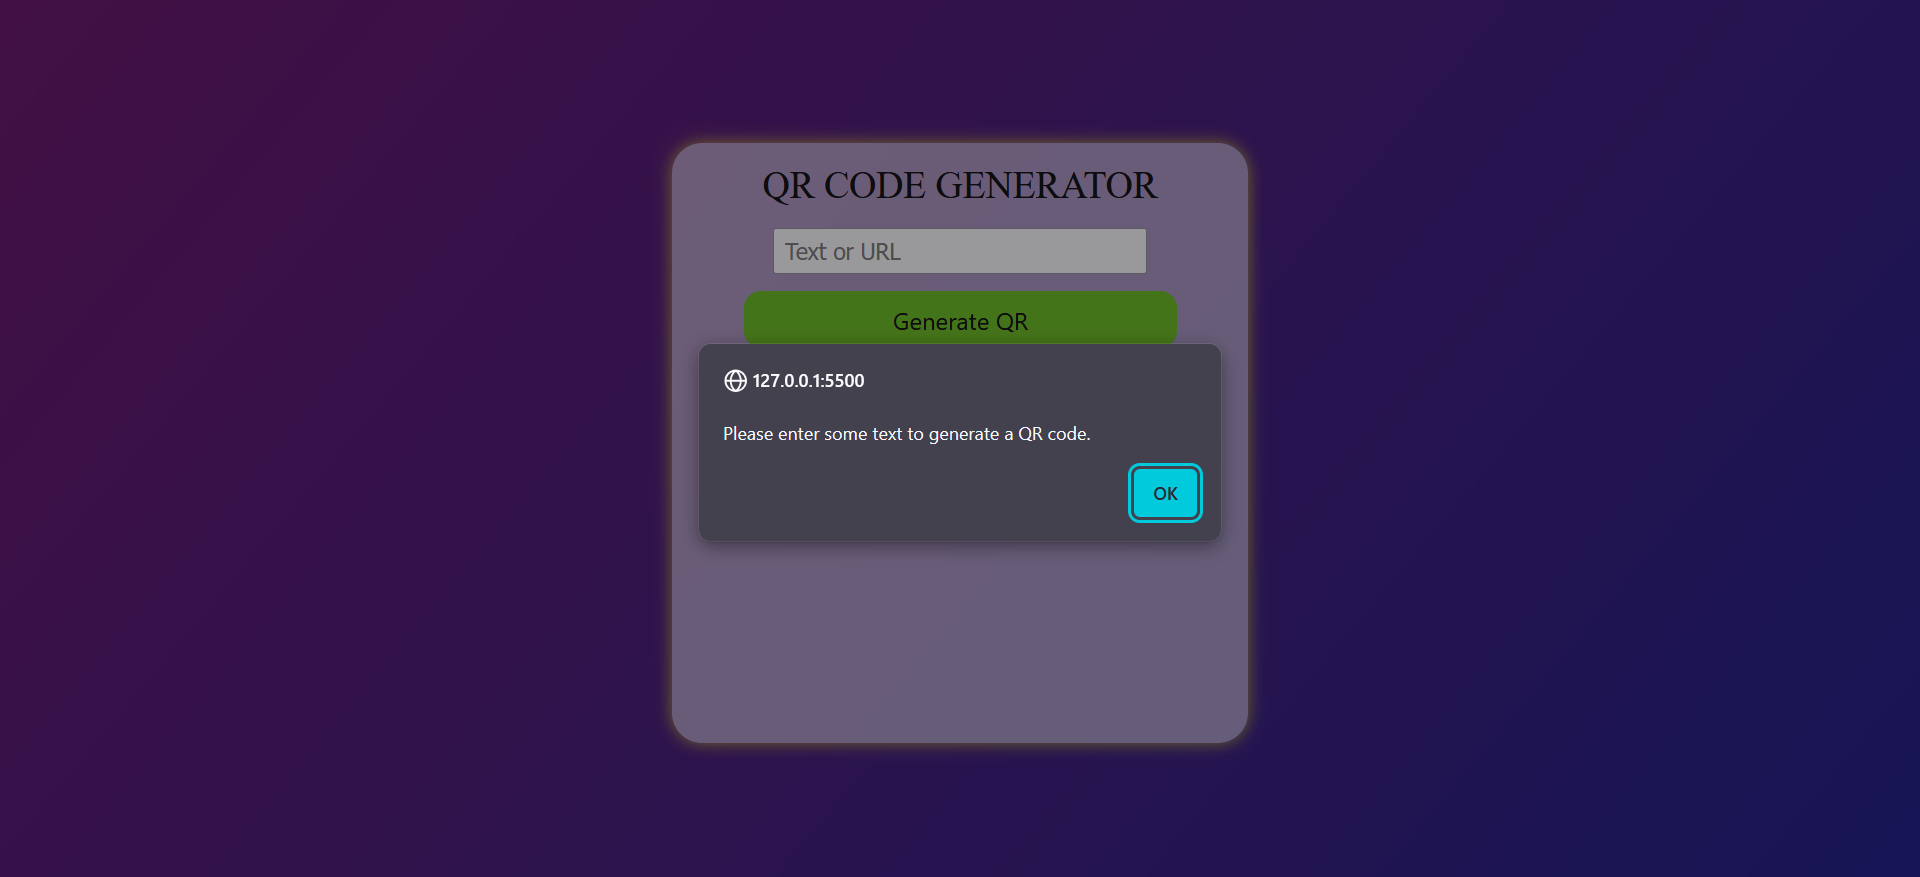 QR CODE GENERATOR
Text or URL
Generate QR
127.0.0.1:5500
Please enter some text to generate a QR code.
OK